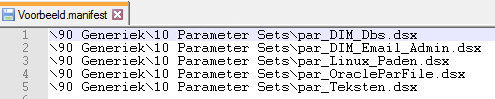 Voorbeeld.manifest
1 \90 Generiek\10 Parameter Sets\par_DIM_Dbs.dsx
2 \90 Generiek\10 Parameter Sets\par_DIM_Email_Admin.dsx
3 \90 Generiek\10 Parameter Sets\par_Linux_Paden.dsx
4 \90 Generiek\10 Parameter Sets\par_OracleParFile.dsx
5 \90 Generiek\10 Parameter Sets\par_Teksten.dsx